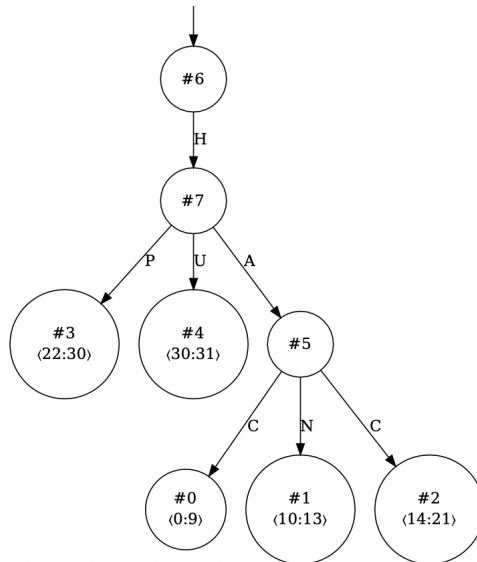 #6
H
#7
P
U
A
#3
⟨22:30⟩
#4
⟨30:31⟩
#5
C
N
C
#0
⟨0:9⟩
#1
⟨10:13⟩
#2
⟨14:21⟩